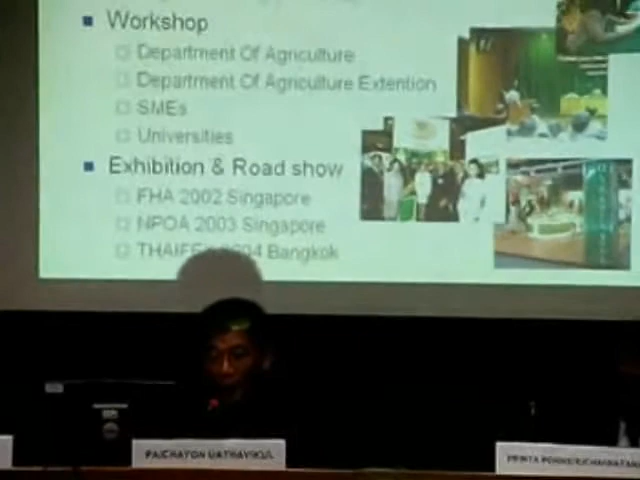 Workshop
Department Of Agriculture
Department Of Agriculture Extention
SMEs
Universities
Exhibition & Road show
FHA 2002 Singapore
NPOA 2003 Singapore
2004 Bangkok
PAICHAYON